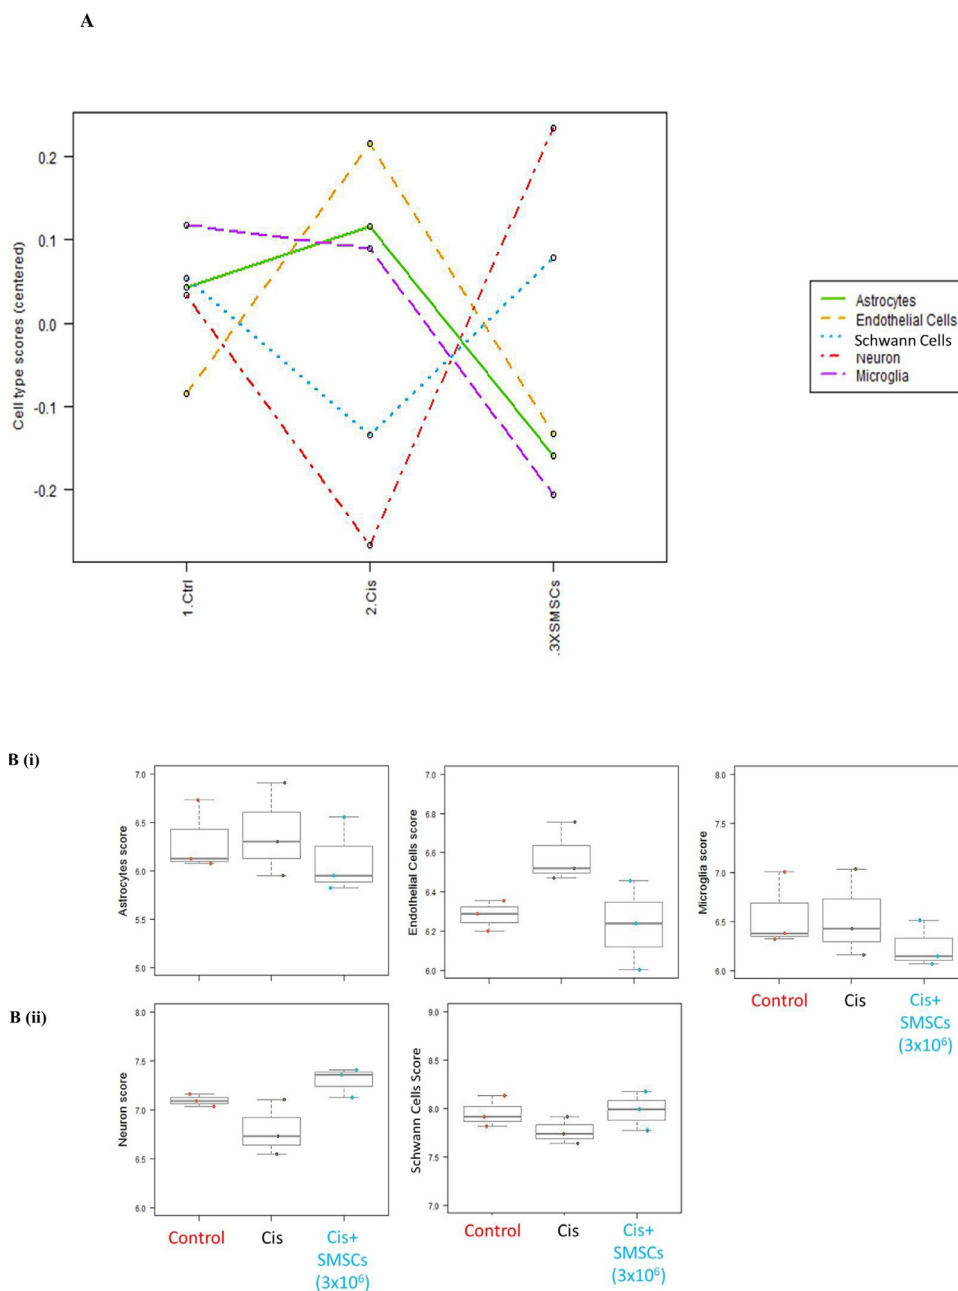 A
Cell type scores (centered)
0.2
0.1
0.0
-0.1
-0.2
1.Ctrl
2.Cis
.3XSMSCs
Astrocytes
Endothelial Cells
Schwann Cells
Neuron
Microglia
B (i)
Astrocytes score
7.0
6.5
6.0
5.5
5.0
Endothelial Cells score
7.0
6.8
6.6
6.4
6.2
6.0
Microglia score
8.0
7.5
7.0
6.5
6.0
Control
Cis
Cis+
SMSCs
(3x10⁶)
B (ii)
Neuron score
8.0
7.5
7.0
6.5
6.0
Control
Cis
Cis+
SMSCs
(3x10⁶)
Schwann Cells Score
9.0
8.5
8.0
7.5
7.0
Control
Cis
Cis+
SMSCs
(3x10⁶)